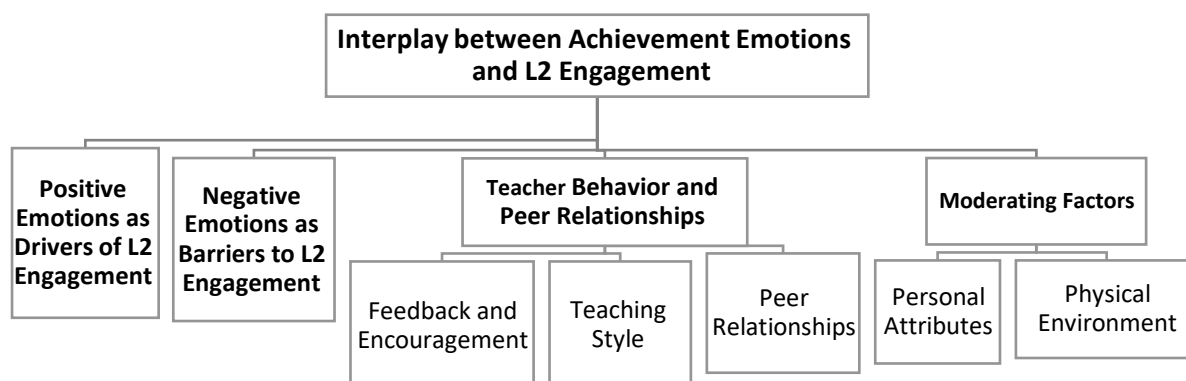 Interplay between Achievement Emotions
and L2 Engagement
Positive
Emotions as
Drivers of L2
Engagement
Negative
Emotions as
Barriers to L2
Engagement
Teacher Behavior and
Peer Relationships
Moderating Factors
Feedback and
Encouragement
Teaching
Style
Peer
Relationships
Personal
Attributes
Physical
Environment